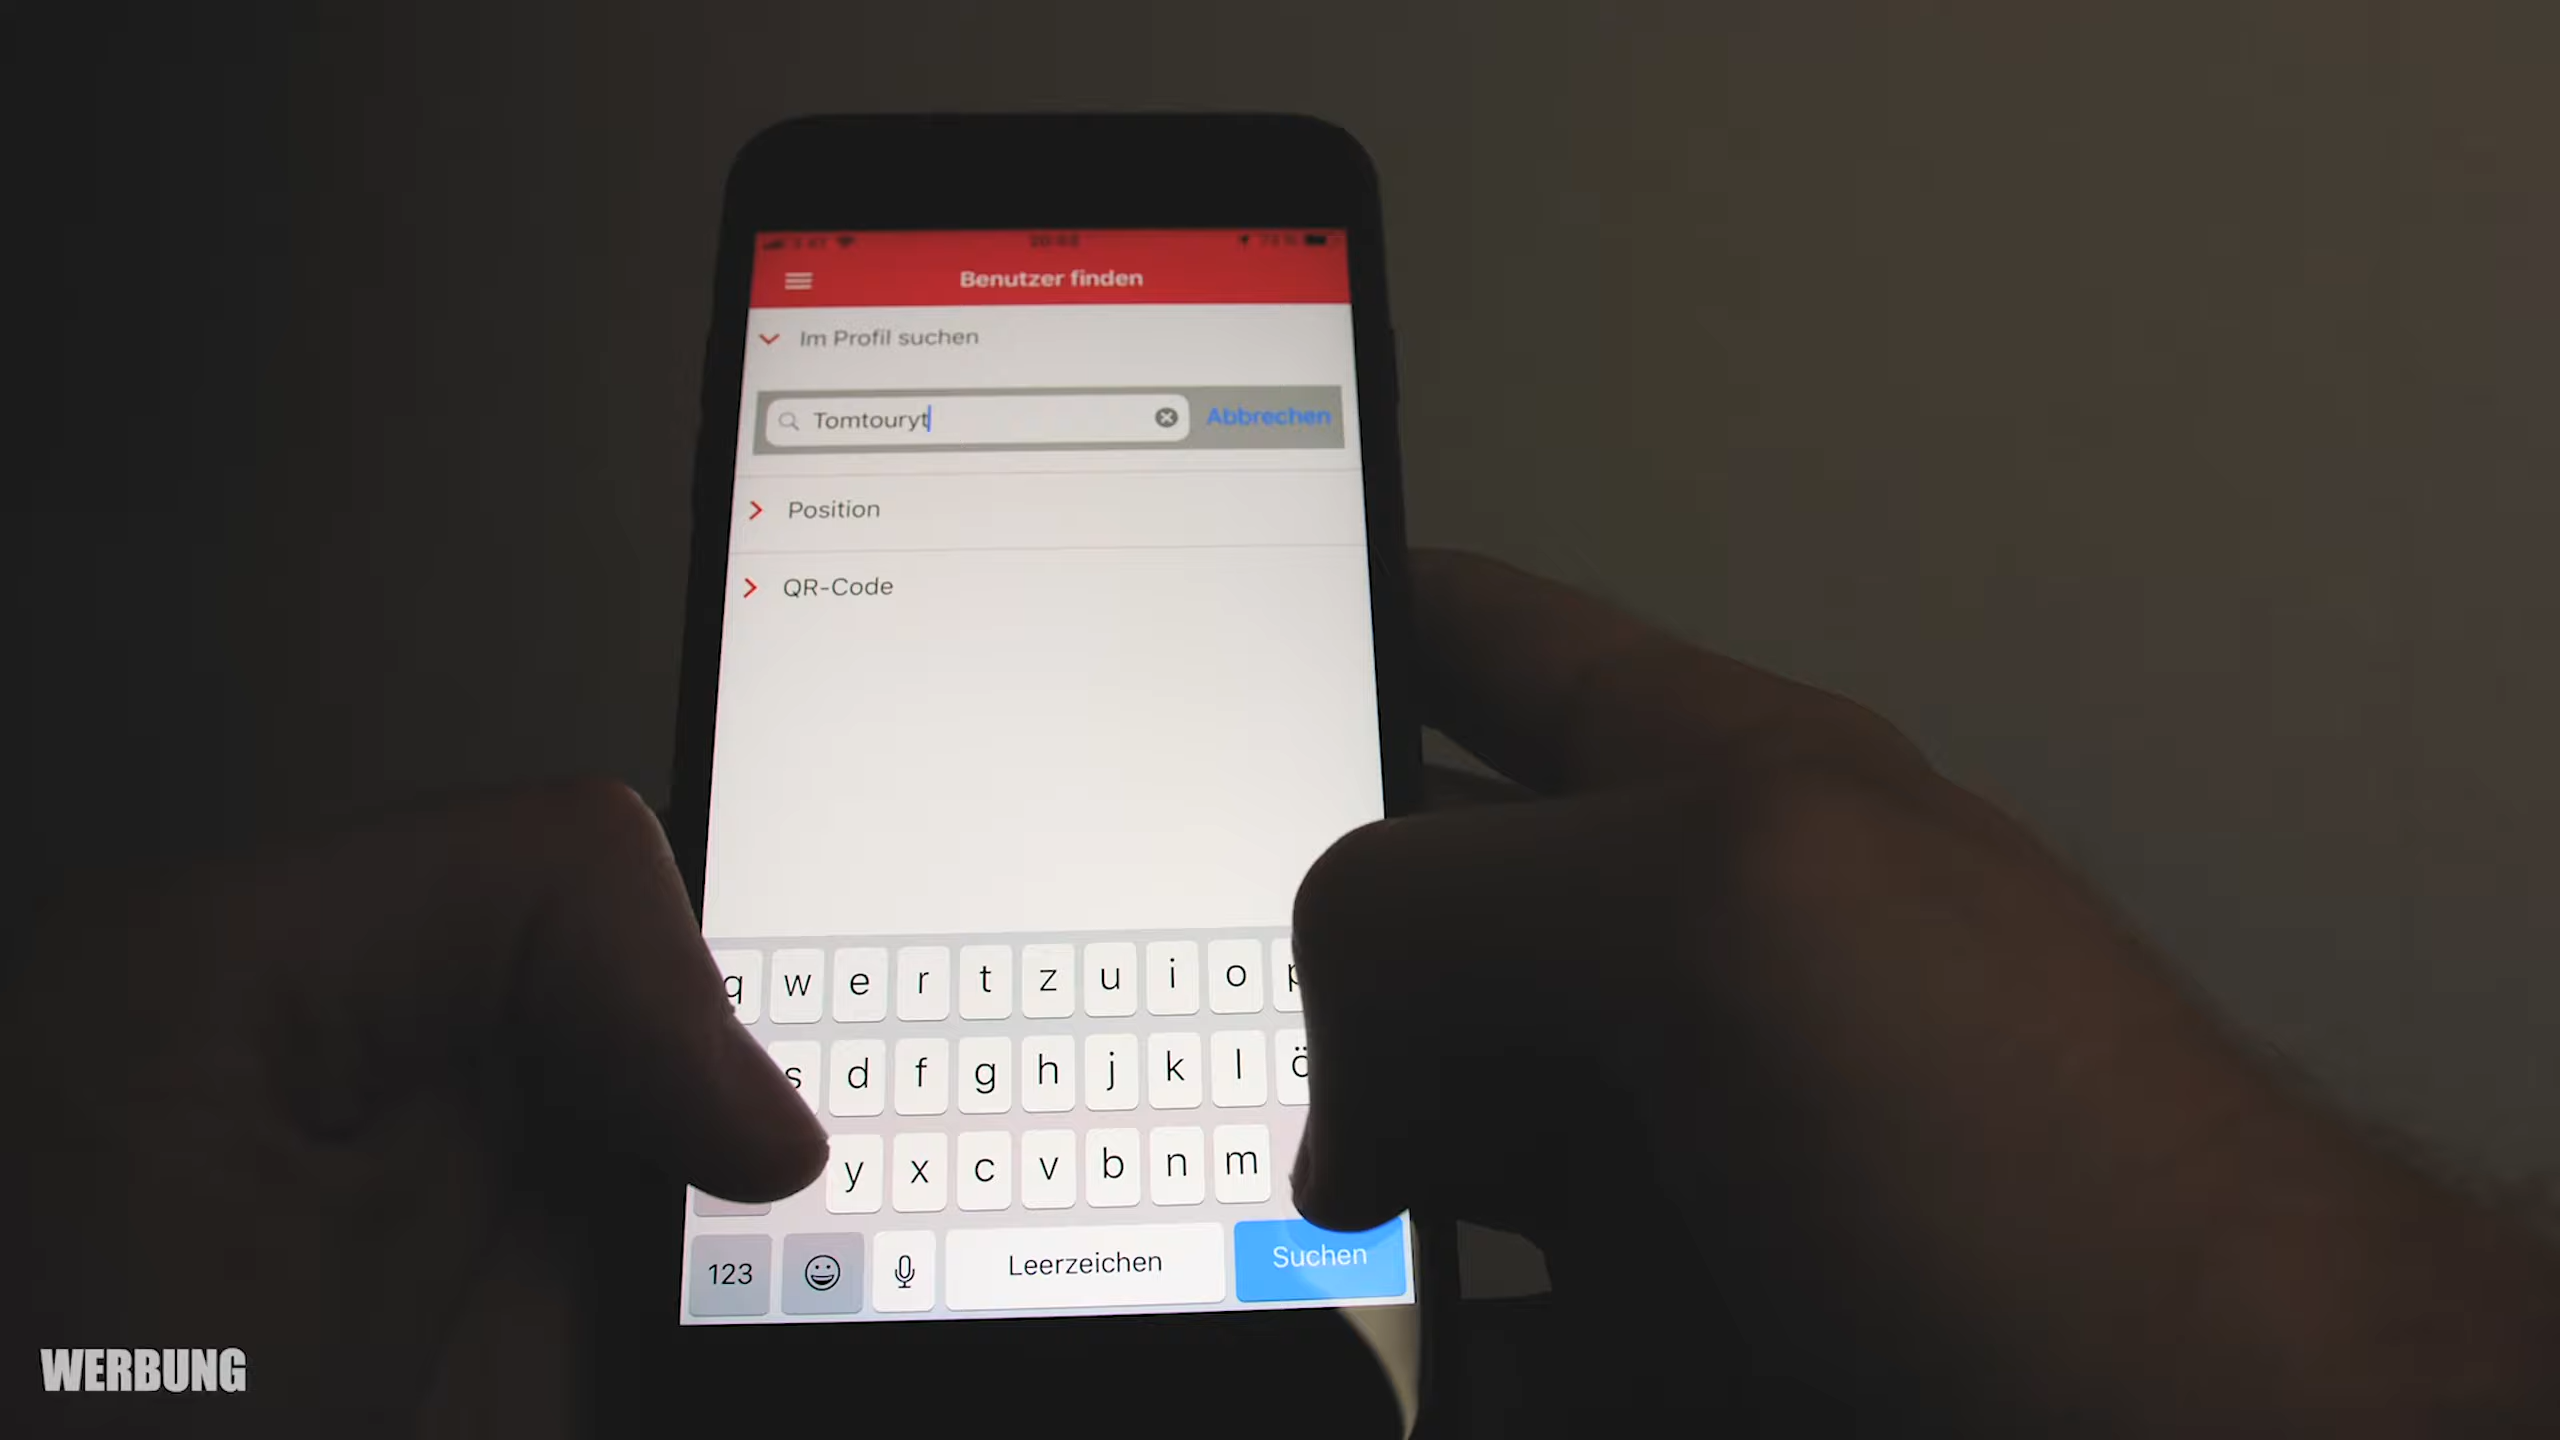 Benutzer finden
Im Profil suchen
Tomtouryt
Abbrechen
Position
QR-Code
q w e r t z u i o p
s d f g h j k l ö
y x c v b n m
123
Leerzeichen
Suchen
WERBUNG